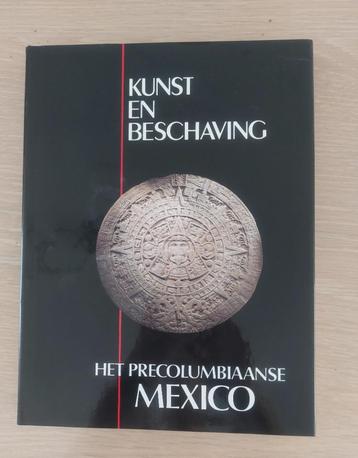 KUNST
EN
BESCHAVING
HET PRECOLUMBIAANSE
MEXICO